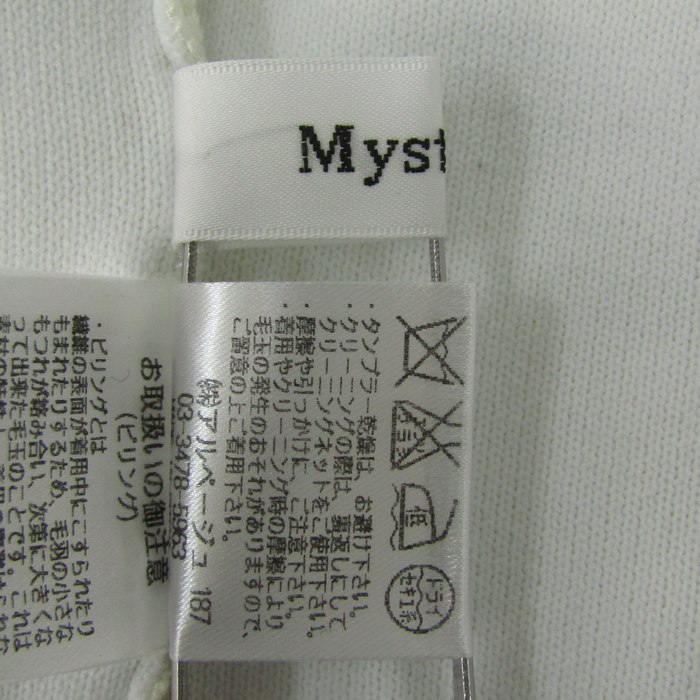 Myst
低
ドライ
セキユ系
・タンブラー乾燥は、お避け下さい。
・クリーニングの際は、裏返しにして
クリーニングネットをご使用下さい。
・摩擦や引っかけに、ご注意下さい。
着用やクリーニング時の摩擦により
毛玉の発生のおそれがありますので、
ご留意の上ご着用下さい。
㈱アルページュ 187
03-3478-5963
お取扱いの御注意
(ピリング)
・ピリングとは
繊維の表面が着用中にこすられたり
もまれたりするため、毛羽の小さな
もつれが絡み合い、次第に大きくな
って出来た毛玉のことです。これは